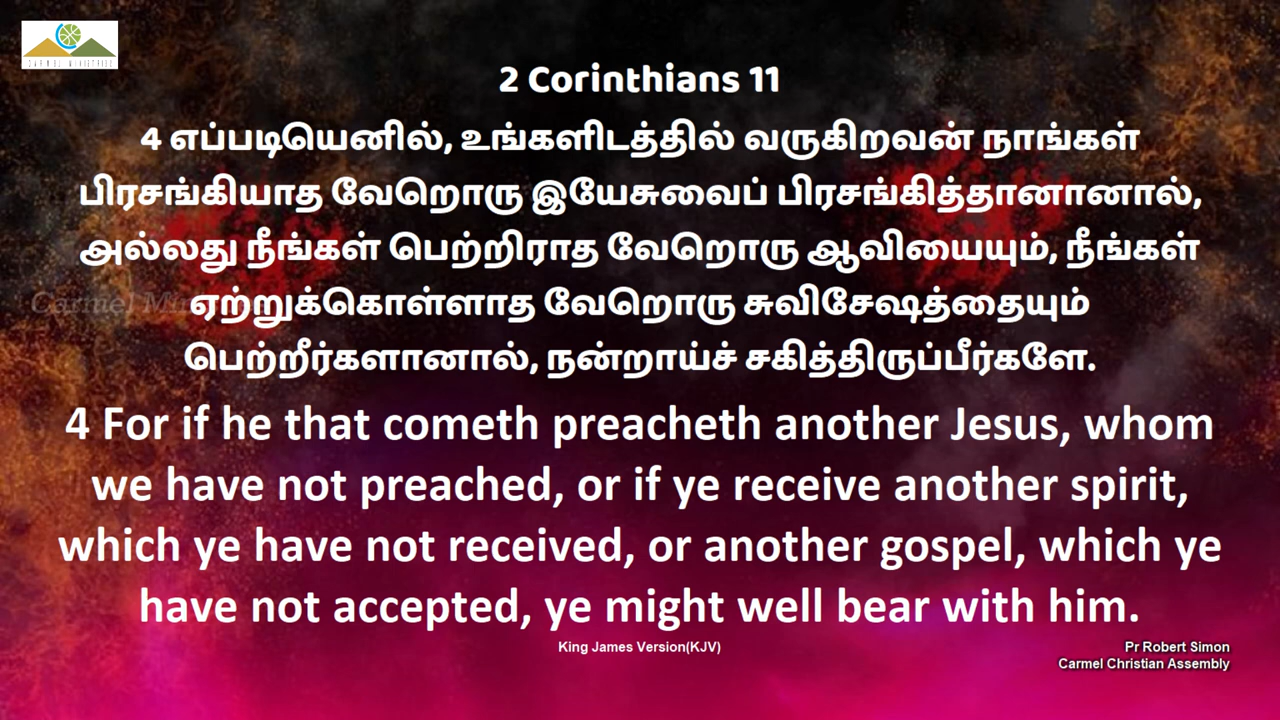 CARMEL MINISTRIES
2 Corinthians 11
4 எப்படியெனில், உங்களிடத்தில் வருகிறவன் நாங்கள்
பிரசங்கியாத வேறொரு இயேசுவைப் பிரசங்கித்தானானால்,
அல்லது நீங்கள் பெற்றிராத வேறொரு ஆவியையும், நீங்கள்
Carmel
ஏற்றுக்கொள்ளாத வேறொரு சுவிசேஷத்தையும்
பெற்றீர்களானால், நன்றாய்ச் சகித்திருப்பீர்களே.
4 For if he that cometh preacheth another Jesus, whom
we have not preached, or if ye receive another spirit,
which ye have not received, or another gospel, which ye
have not accepted, ye might well bear with him.
King James Version(KJV)
Pr Robert Simon
Carmel Christian Assembly